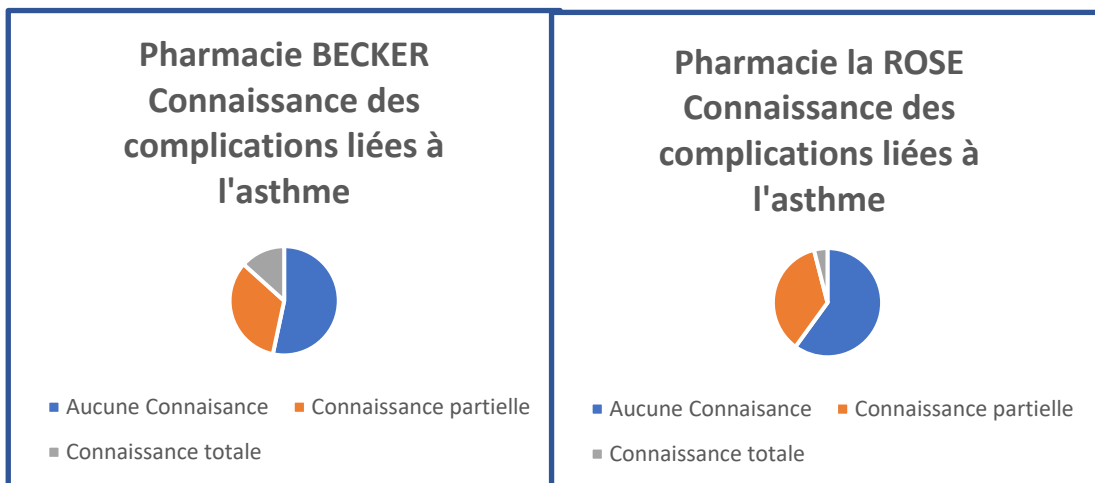 Pharmacie BECKER
Connaissance des
complications liées à
l'asthme
Aucune Connaisance
Connaissance partielle
Connaissance totale
Pharmacie la ROSE
Connaissance des
complications liées à
l'asthme
Aucune Connaisance
Connaissance partielle
Connaissance totale